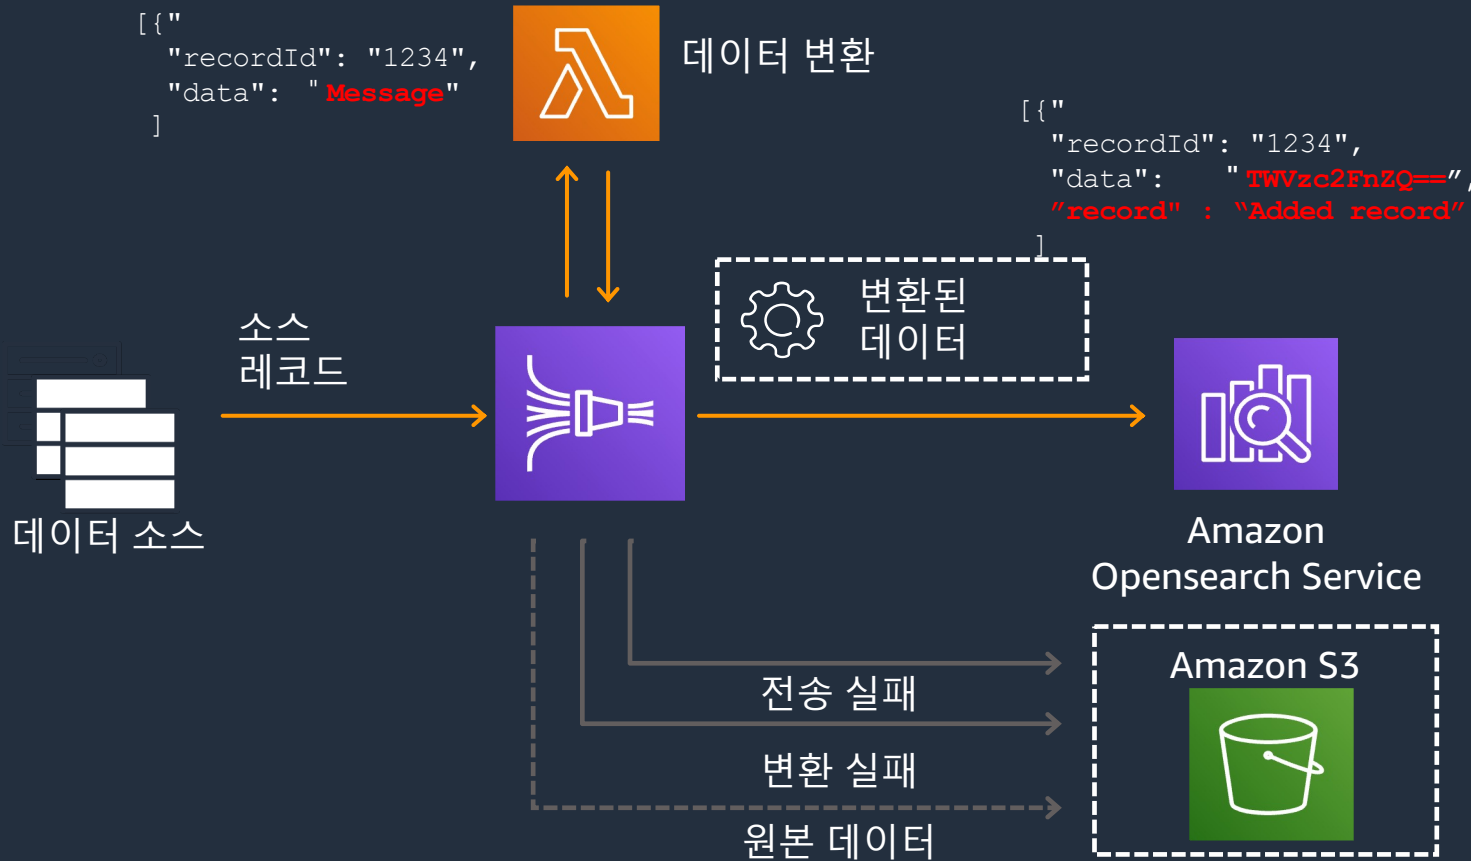 [{"
"recordId": "1234",
"data": "Message"
]
데이터 변환
[{"
"recordId": "1234",
"data": "TWVzc2FnZQ==”,
”record" : “Added record”
]
변환된
데이터
소스
레코드
데이터 소스
Amazon
Opensearch Service
Amazon S3
전송 실패
변환 실패
원본 데이터